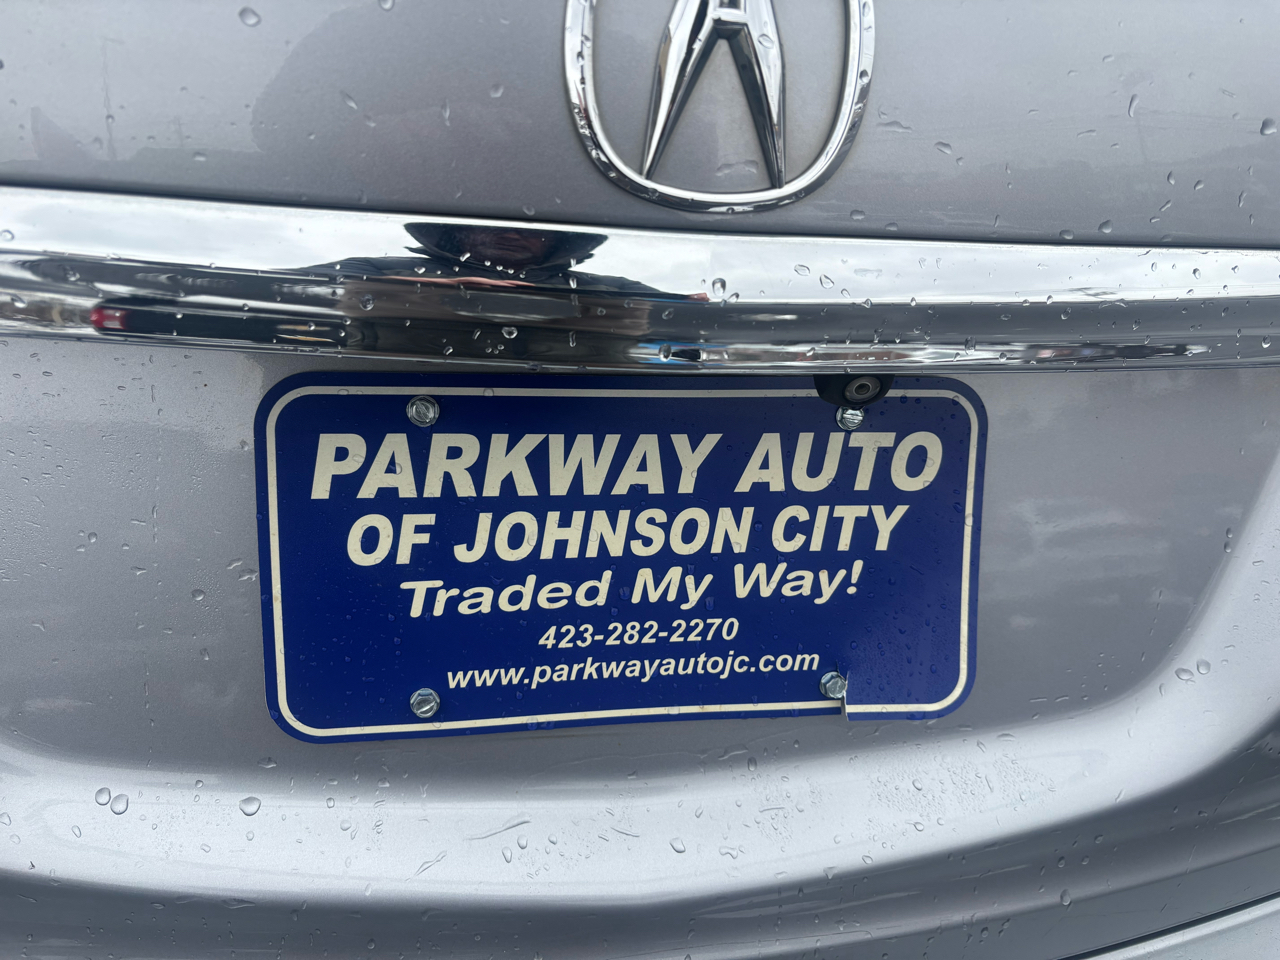 PARKWAY AUTO
OF JOHNSON CITY
Traded My Way!
423-282-2270
www.parkwayautojc.com